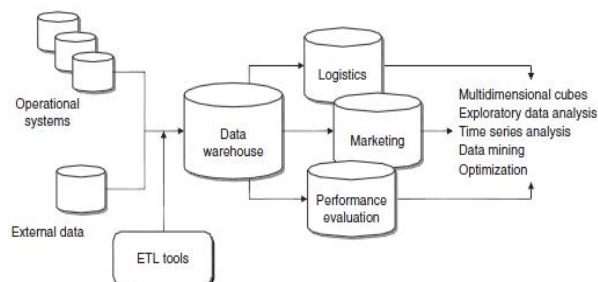 Operational
systems
External data
ETL tools
Data
warehouse
Logistics
Marketing
Performance
evaluation
Multidimensional cubes
Exploratory data analysis
Time series analysis
Data mining
Optimization